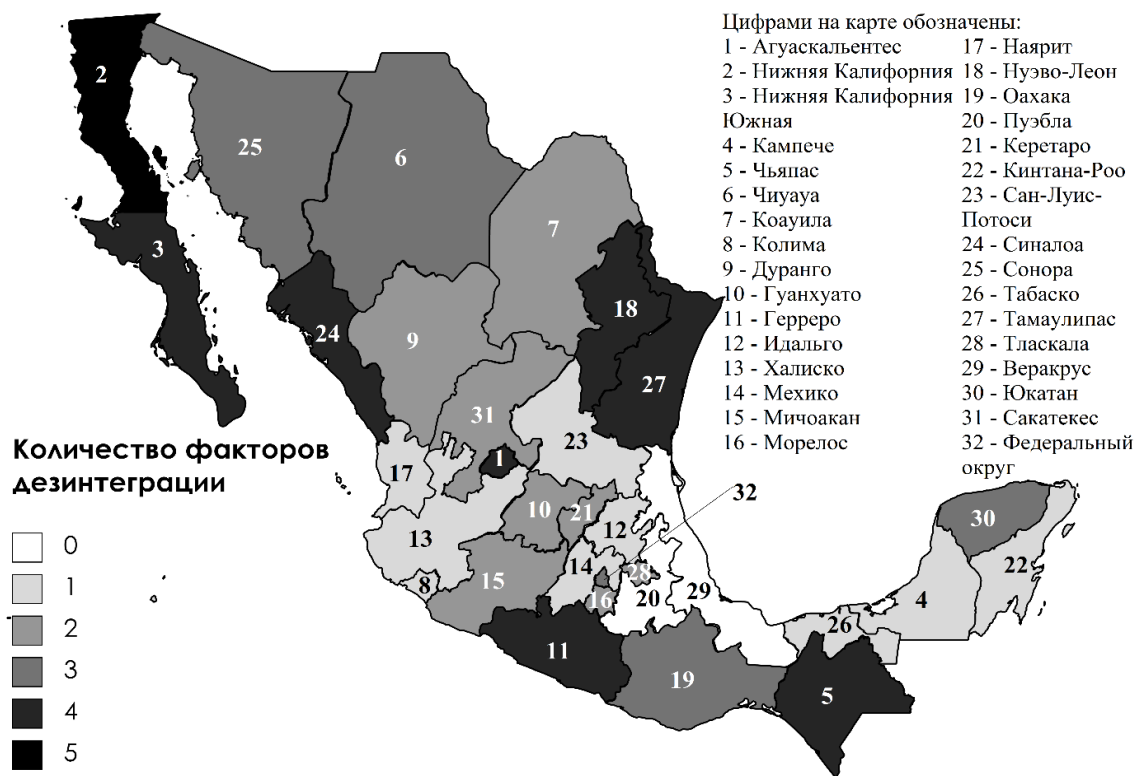 Цифрами на карте обозначены:
1 - Агуаскальентес
2 - Нижняя Калифорния
3 - Нижняя Калифорния
Южная
4 - Кампече
5 - Чьяпас
6 - Чиуауа
7 - Коауила
8 - Колима
9 - Дуранго
10 - Гуанхуато
11 - Герреро
12 - Идальго
13 - Халиско
14 - Мехико
15 - Мичоакан
16 - Морелос
17 - Наярит
18 - Нуэво-Леон
19 - Оахака
20 - Пуэбла
21 - Керетаро
22 - Кинтана-Роо
23 - Сан-Луис-
Потоси
24 - Синалоа
25 - Сонора
26 - Табаско
27 - Тамаулипас
28 - Тласкала
29 - Веракрус
30 - Юкатан
31 - Сакатекес
32 - Федеральный
округ
2
25
6
3
7
18
24
9
27
31
23
1
17
32
10
21
12
30
13
14
28
22
15
8
16
20
29
4
26
11
19
5
Количество факторов
дезинтеграции
0
1
2
3
4
5